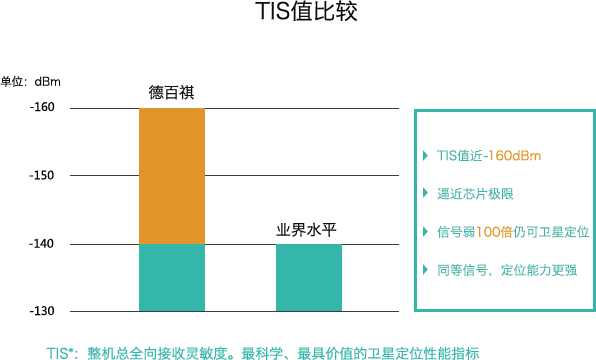 TIS值比较
单位：dBm
德百祺
-160
-150
业界水平
-140
-130
TIS值近-160dBm
逼近芯片极限
信号弱100倍仍可卫星定位
同等信号，定位能力更强
TIS*：整机总全向接收灵敏度。最科学、最具价值的卫星定位性能指标